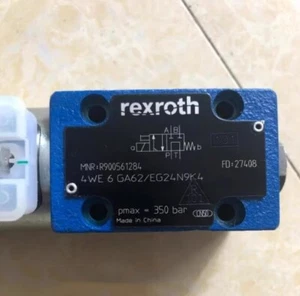 rexroth
A B
a
b
P T
MNR:R900561284
FD:27408
4WE 6 GA62/EG24N9K4
pmax = 350 bar
Made in China